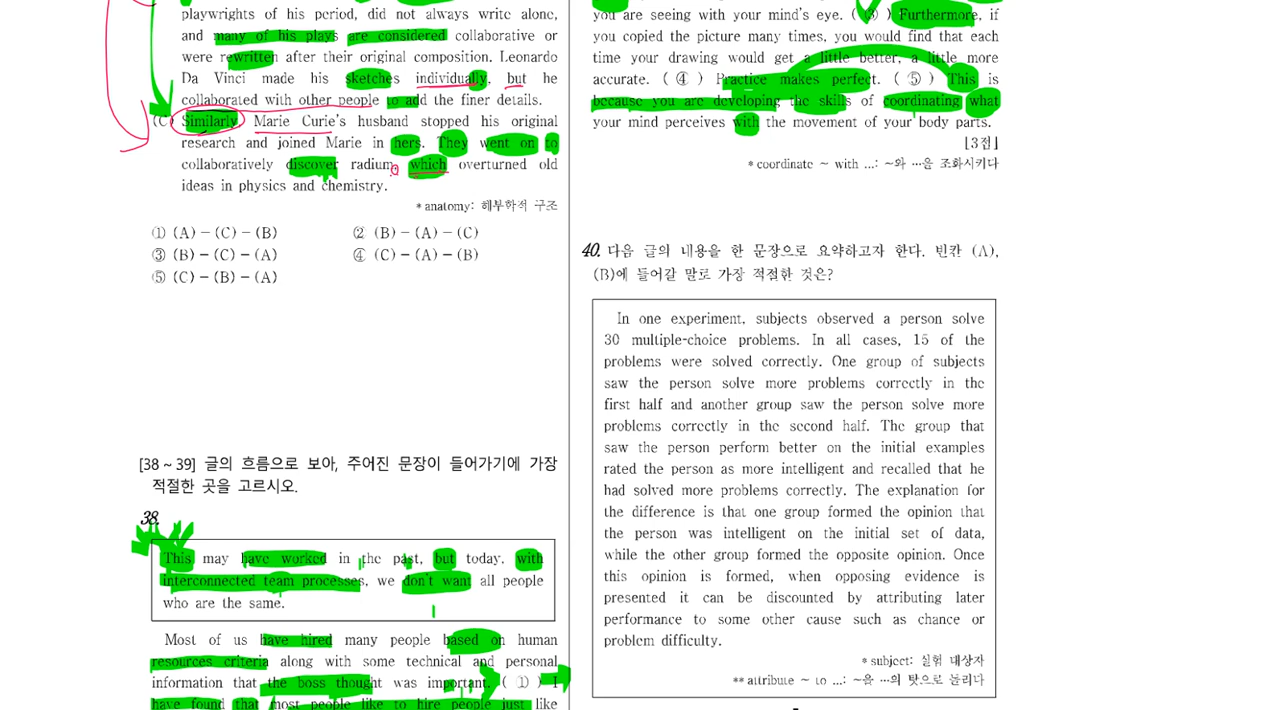 playwrights of his period, did not always write alone,
and many of his plays are considered collaborative or
were rewritten after their original composition. Leonardo
Da Vinci made his sketches individually, but he
collaborated with other people to add the finer details.
(C) Similarly, Marie Curie's husband stopped his original
research and joined Marie in hers. They went on to
collaboratively discover radium, which overturned old
ideas in physics and chemistry.
* anatomy: 해부학적 구조
① (A) - (C) - (B) ② (B) - (A) - (C)
③ (B) - (C) - (A) ④ (C) - (A) - (B)
⑤ (C) - (B) - (A)
[38 ~ 39] 글의 흐름으로 보아, 주어진 문장이 들어가기에 가장
적절한 곳을 고르시오.
38.
This may have worked in the past, but today, with
interconnected team processes, we don't want all people
who are the same.
Most of us have hired many people based on human
resources criteria along with some technical and personal
information that the boss thought was important. ( ① ) I
have found that most people like to hire people just like
you are seeing with your mind's eye. ( ③ ) Furthermore, if
you copied the picture many times, you would find that each
time your drawing would get a little better, a little more
accurate. ( ④ ) Practice makes perfect. ( ⑤ ) This is
because you are developing the skills of coordinating what
your mind perceives with the movement of your body parts.
[3점]
* coordinate ~ with ...: ~와 …을 조화시키다
40. 다음 글의 내용을 한 문장으로 요약하고자 한다. 빈칸 (A),
(B)에 들어갈 말로 가장 적절한 것은?
In one experiment, subjects observed a person solve
30 multiple-choice problems. In all cases, 15 of the
problems were solved correctly. One group of subjects
saw the person solve more problems correctly in the
first half and another group saw the person solve more
problems correctly in the second half. The group that
saw the person perform better on the initial examples
rated the person as more intelligent and recalled that he
had solved more problems correctly. The explanation for
the difference is that one group formed the opinion that
the person was intelligent on the initial set of data,
while the other group formed the opposite opinion. Once
this opinion is formed, when opposing evidence is
presented it can be discounted by attributing later
performance to some other cause such as chance or
problem difficulty.
* subject: 실험 대상자
** attribute ~ to ...: ~을 …의 탓으로 돌리다